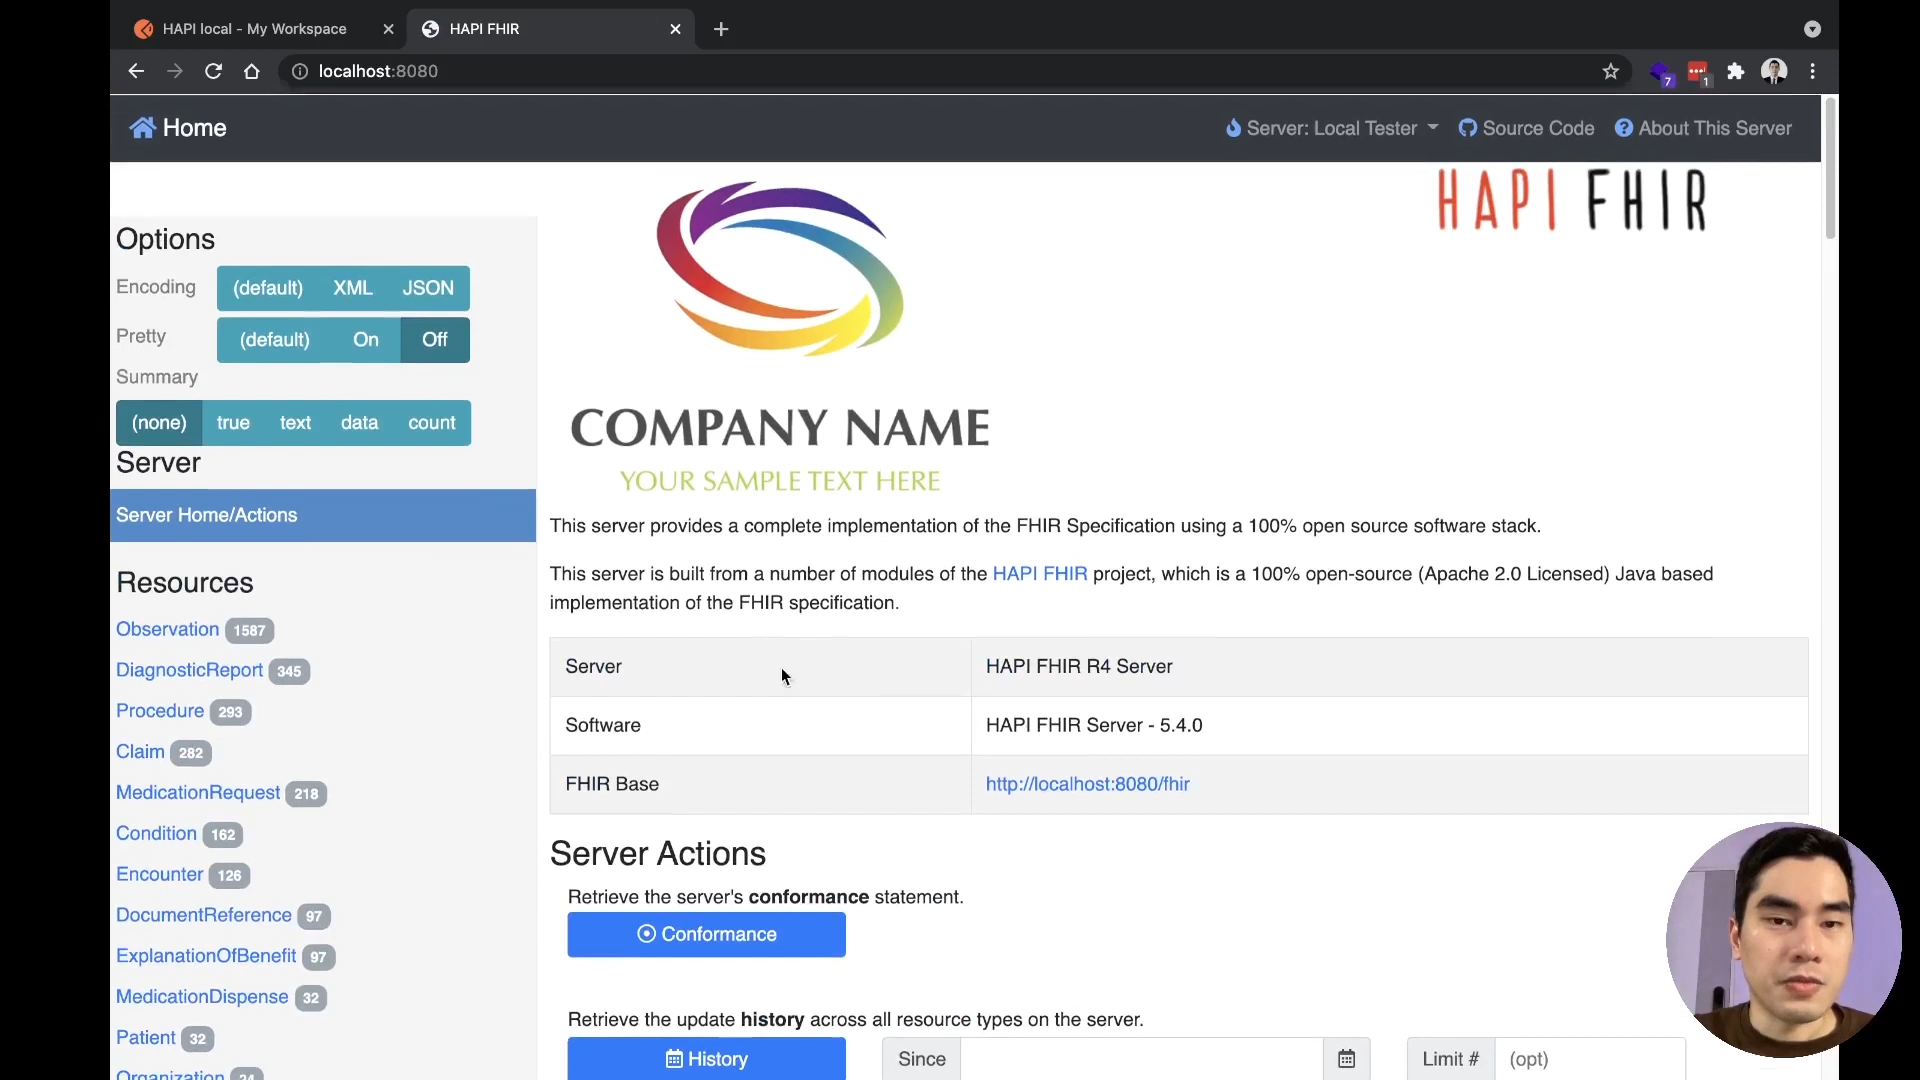 HAPI local - My Workspace
HAPI FHIR
localhost:8080
7
1
Home
Server: Local Tester
Source Code
About This Server
HAPI FHIR
Options
Encoding
(default) XML JSON
Pretty
(default) On Off
Summary
(none) true text data count
Server
Server Home/Actions
Resources
Observation 1587
DiagnosticReport 345
Procedure 293
Claim 282
MedicationRequest 218
Condition 162
Encounter 126
DocumentReference 97
ExplanationOfBenefit 97
MedicationDispense 32
Patient 32
Organization 24
COMPANY NAME
YOUR SAMPLE TEXT HERE
This server provides a complete implementation of the FHIR Specification using a 100% open source software stack.
This server is built from a number of modules of the HAPI FHIR project, which is a 100% open-source (Apache 2.0 Licensed) Java based
implementation of the FHIR specification.
Server HAPI FHIR R4 Server
Software HAPI FHIR Server - 5.4.0
FHIR Base http://localhost:8080/fhir
Server Actions
Retrieve the server's conformance statement.
Conformance
Retrieve the update history across all resource types on the server.
History Since Limit # (opt)